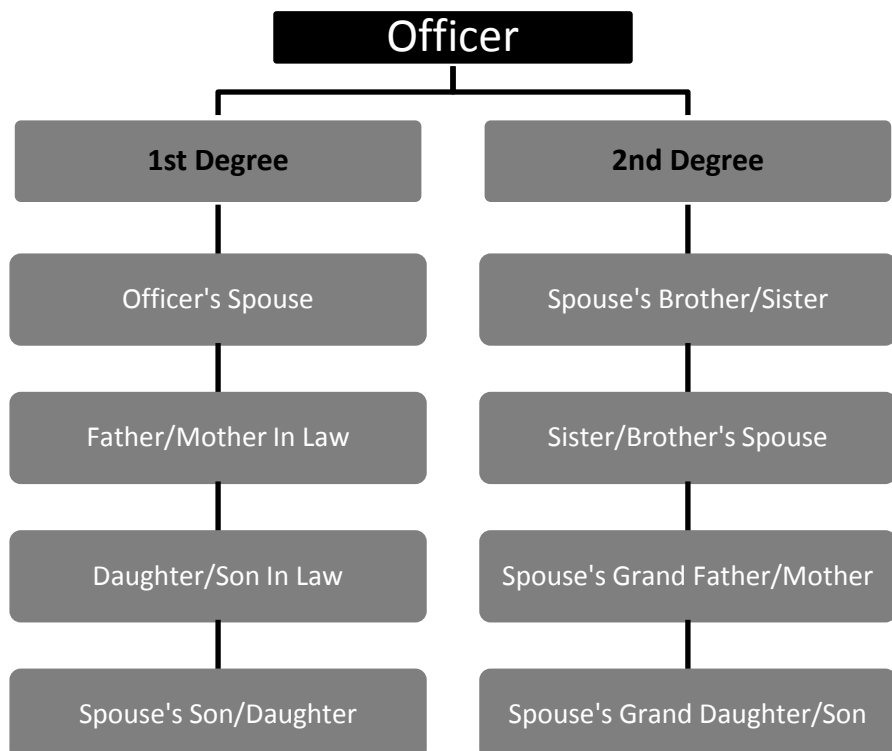 Officer
1st Degree
Officer's Spouse
Father/Mother In Law
Daughter/Son In Law
Spouse's Son/Daughter
2nd Degree
Spouse's Brother/Sister
Sister/Brother's Spouse
Spouse's Grand Father/Mother
Spouse's Grand Daughter/Son